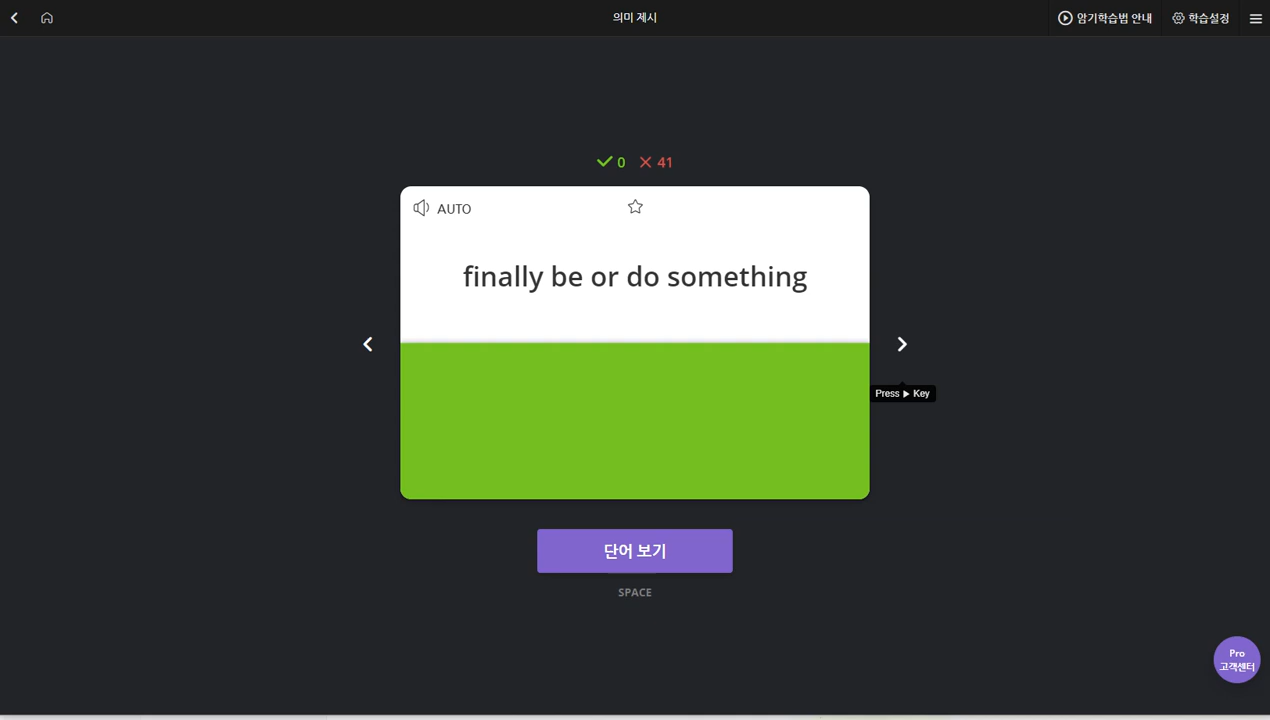 의미 제시
암기학습법 안내
학습설정
0 41
AUTO
finally be or do something
Press ▶ Key
단어 보기
SPACE
Pro
고객센터